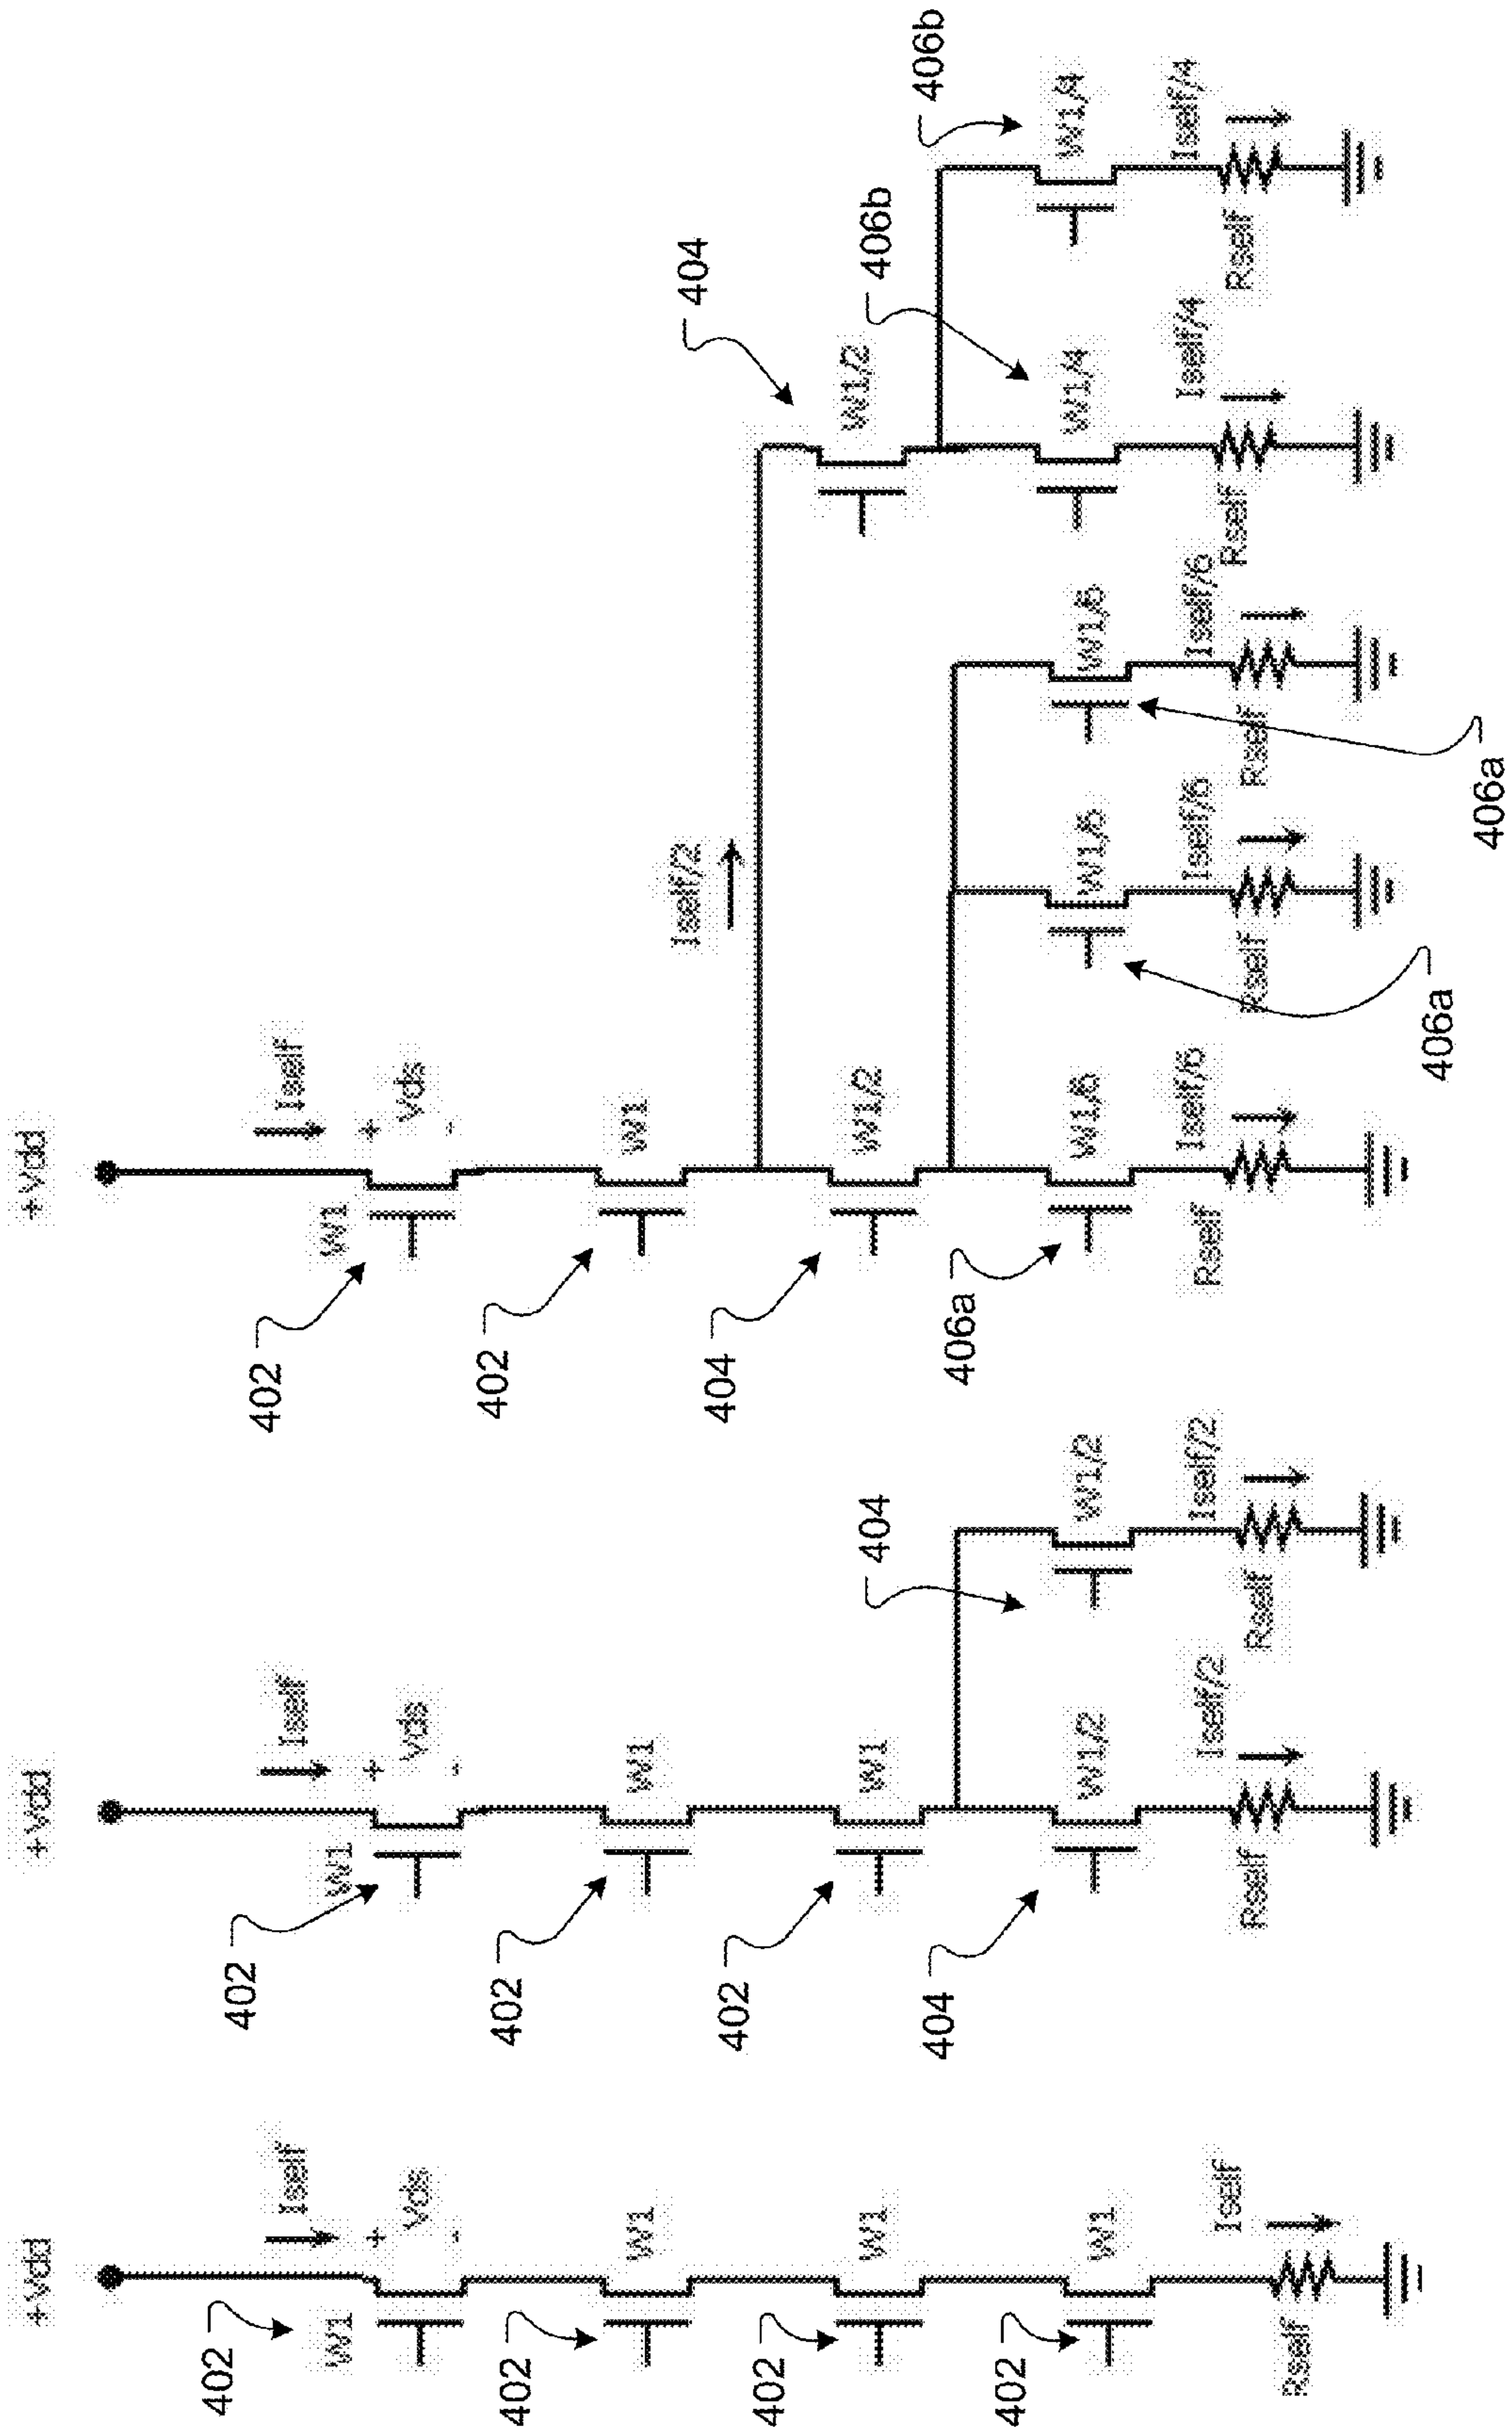 +Vdd
402
Iself
+
Vds
-
W1
402
W1
402
W1
402
W1
Iself
Rself
+Vdd
402
Iself
+
Vds
-
W1
402
W1
402
W1
404
404
W1/2
W1/2
Iself/2
Iself/2
Rself
Rself
+Vdd
402
Iself
+
Vds
-
W1
402
W1
Iself/2
404
404
W1/2
W1/2
406a
406b
406b
W1/6
W1/6
W1/6
W1/4
W1/4
Iself/6
Iself/6
Iself/6
Iself/4
Iself/4
Rself
Rself
Rself
Rself
Rself
406a
406a